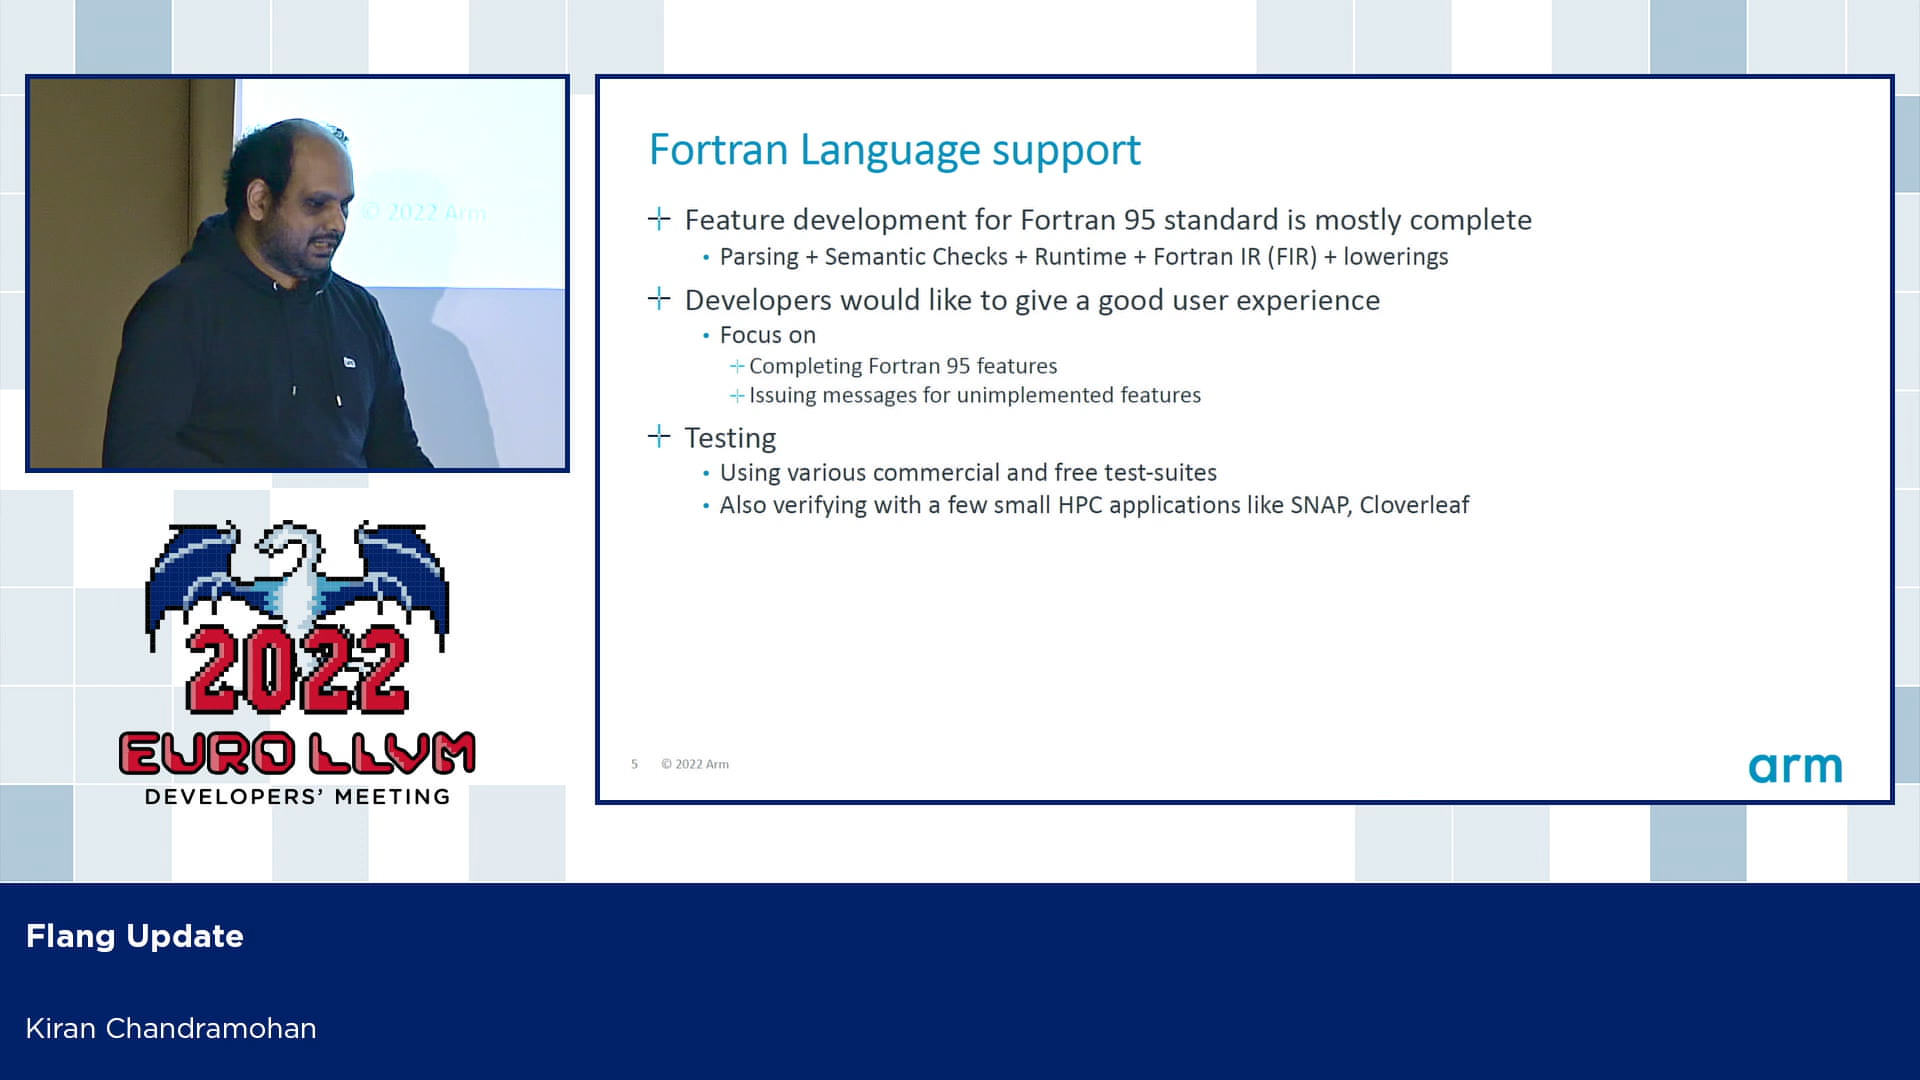 © 2022 Arm
Fortran Language support
Feature development for Fortran 95 standard is mostly complete
• Parsing + Semantic Checks + Runtime + Fortran IR (FIR) + lowerings
Developers would like to give a good user experience
• Focus on
Completing Fortran 95 features
Issuing messages for unimplemented features
Testing
• Using various commercial and free test-suites
• Also verifying with a few small HPC applications like SNAP, Cloverleaf
5 © 2022 Arm
arm
2022
EURO LLVM
DEVELOPERS' MEETING
Flang Update
Kiran Chandramohan